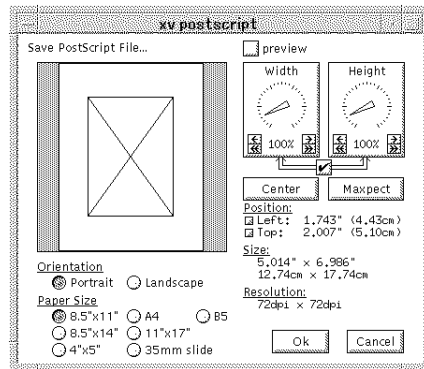 xv postscript
Save PostScript File...
preview
Width Height
100% 100%
Center Maxpect
Position:
Left: 1.743" (4.43cm)
Top: 2.007" (5.10cm)
Size:
5.014" × 6.986"
12.74cm × 17.74cm
Resolution:
72dpi × 72dpi
Orientation
Portrait Landscape
Paper Size
8.5"x11" A4 B5
8.5"x14" 11"x17"
4"x5" 35mm slide
Ok Cancel